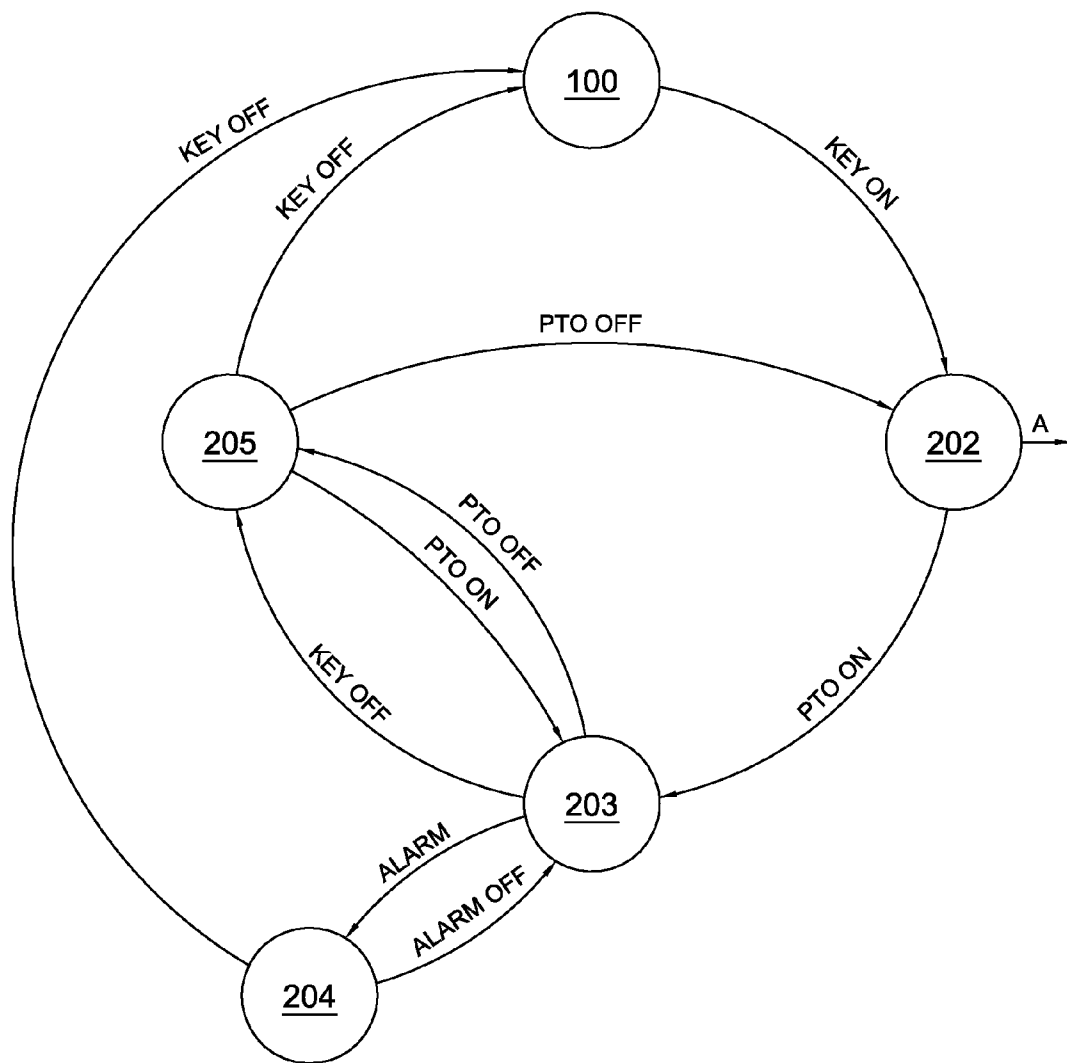 100
KEY OFF
KEY OFF
KEY ON
PTO OFF
205
202
A
PTO OFF
PTO ON
KEY OFF
PTO ON
203
ALARM
ALARM OFF
204